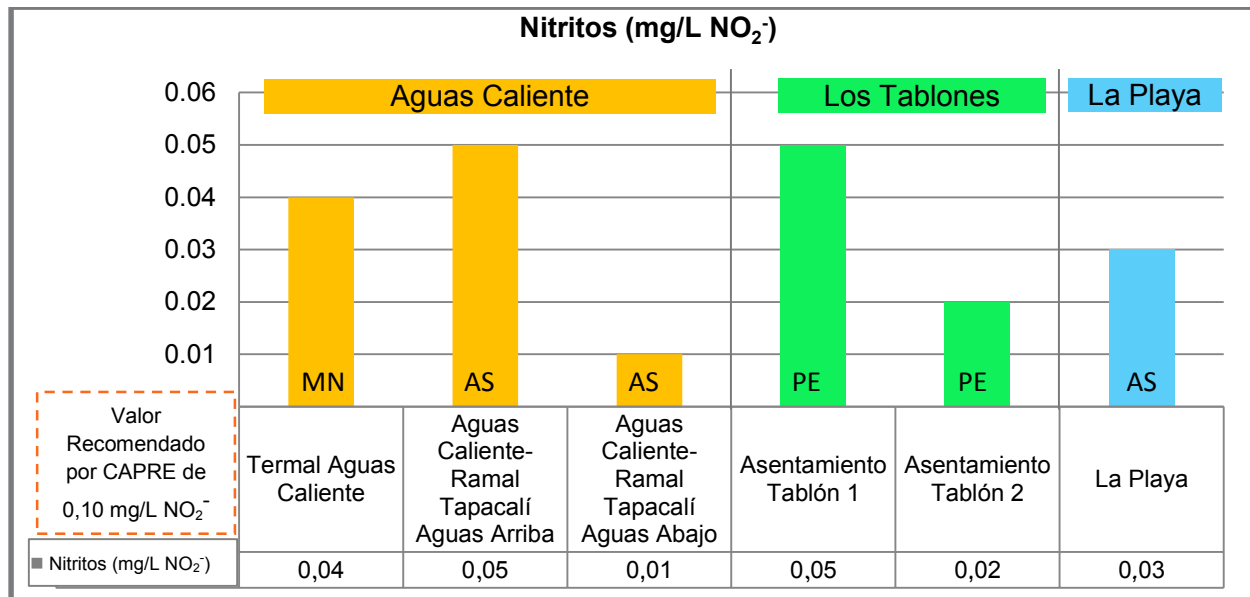 Nitritos (mg/L NO₂⁻)
Aguas Caliente
Los Tablones
La Playa
0.06
0.05
0.04
0.03
0.02
0.01
MN
AS
AS
PE
PE
AS
Valor
Recomendado
por CAPRE de
0,10 mg/L NO₂⁻
Termal Aguas
Caliente
Aguas
Caliente-
Ramal
Tapacalí
Aguas Arriba
Aguas
Caliente-
Ramal
Tapacalí
Aguas Abajo
Asentamiento
Tablón 1
Asentamiento
Tablón 2
La Playa
Nitritos (mg/L NO₂⁻)
0,04
0,05
0,01
0,05
0,02
0,03